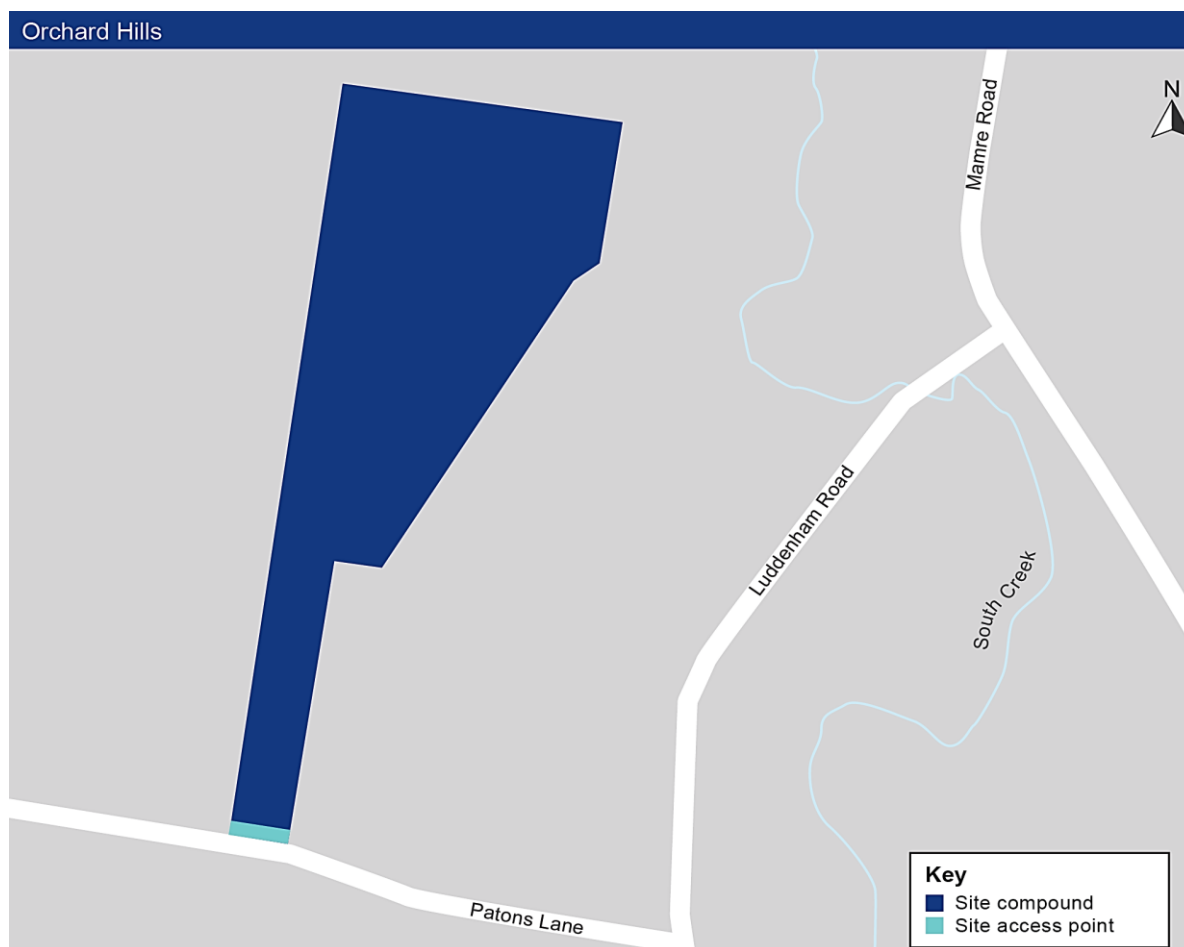 Orchard Hills
N
Mamre Road
Luddenham Road
South Creek
Patons Lane
Key
Site compound
Site access point